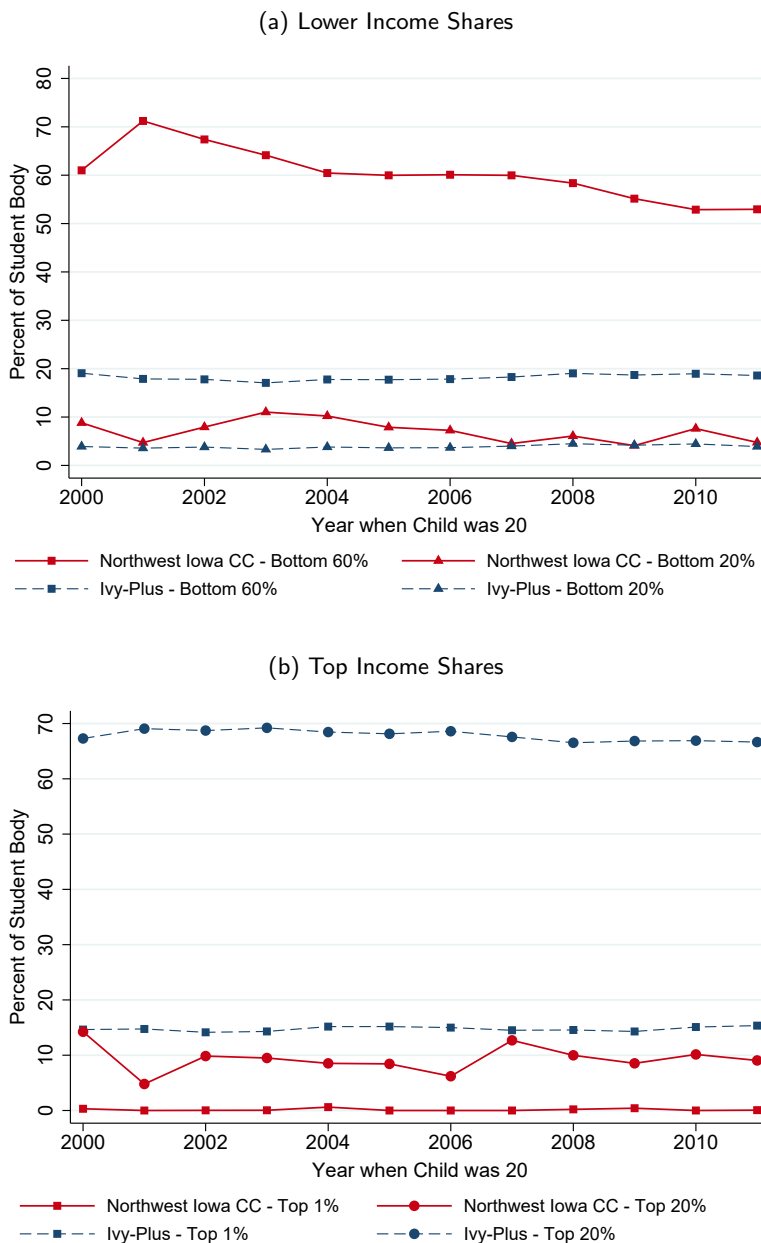 (a) Lower Income Shares
Percent of Student Body
80
70
60
50
40
30
20
10
0
2000 2002 2004 2006 2008 2010
Year when Child was 20
Northwest Iowa CC - Bottom 60% Northwest Iowa CC - Bottom 20%
Ivy-Plus - Bottom 60% Ivy-Plus - Bottom 20%
(b) Top Income Shares
Percent of Student Body
70
60
50
40
30
20
10
0
2000 2002 2004 2006 2008 2010
Year when Child was 20
Northwest Iowa CC - Top 1% Northwest Iowa CC - Top 20%
Ivy-Plus - Top 1% Ivy-Plus - Top 20%